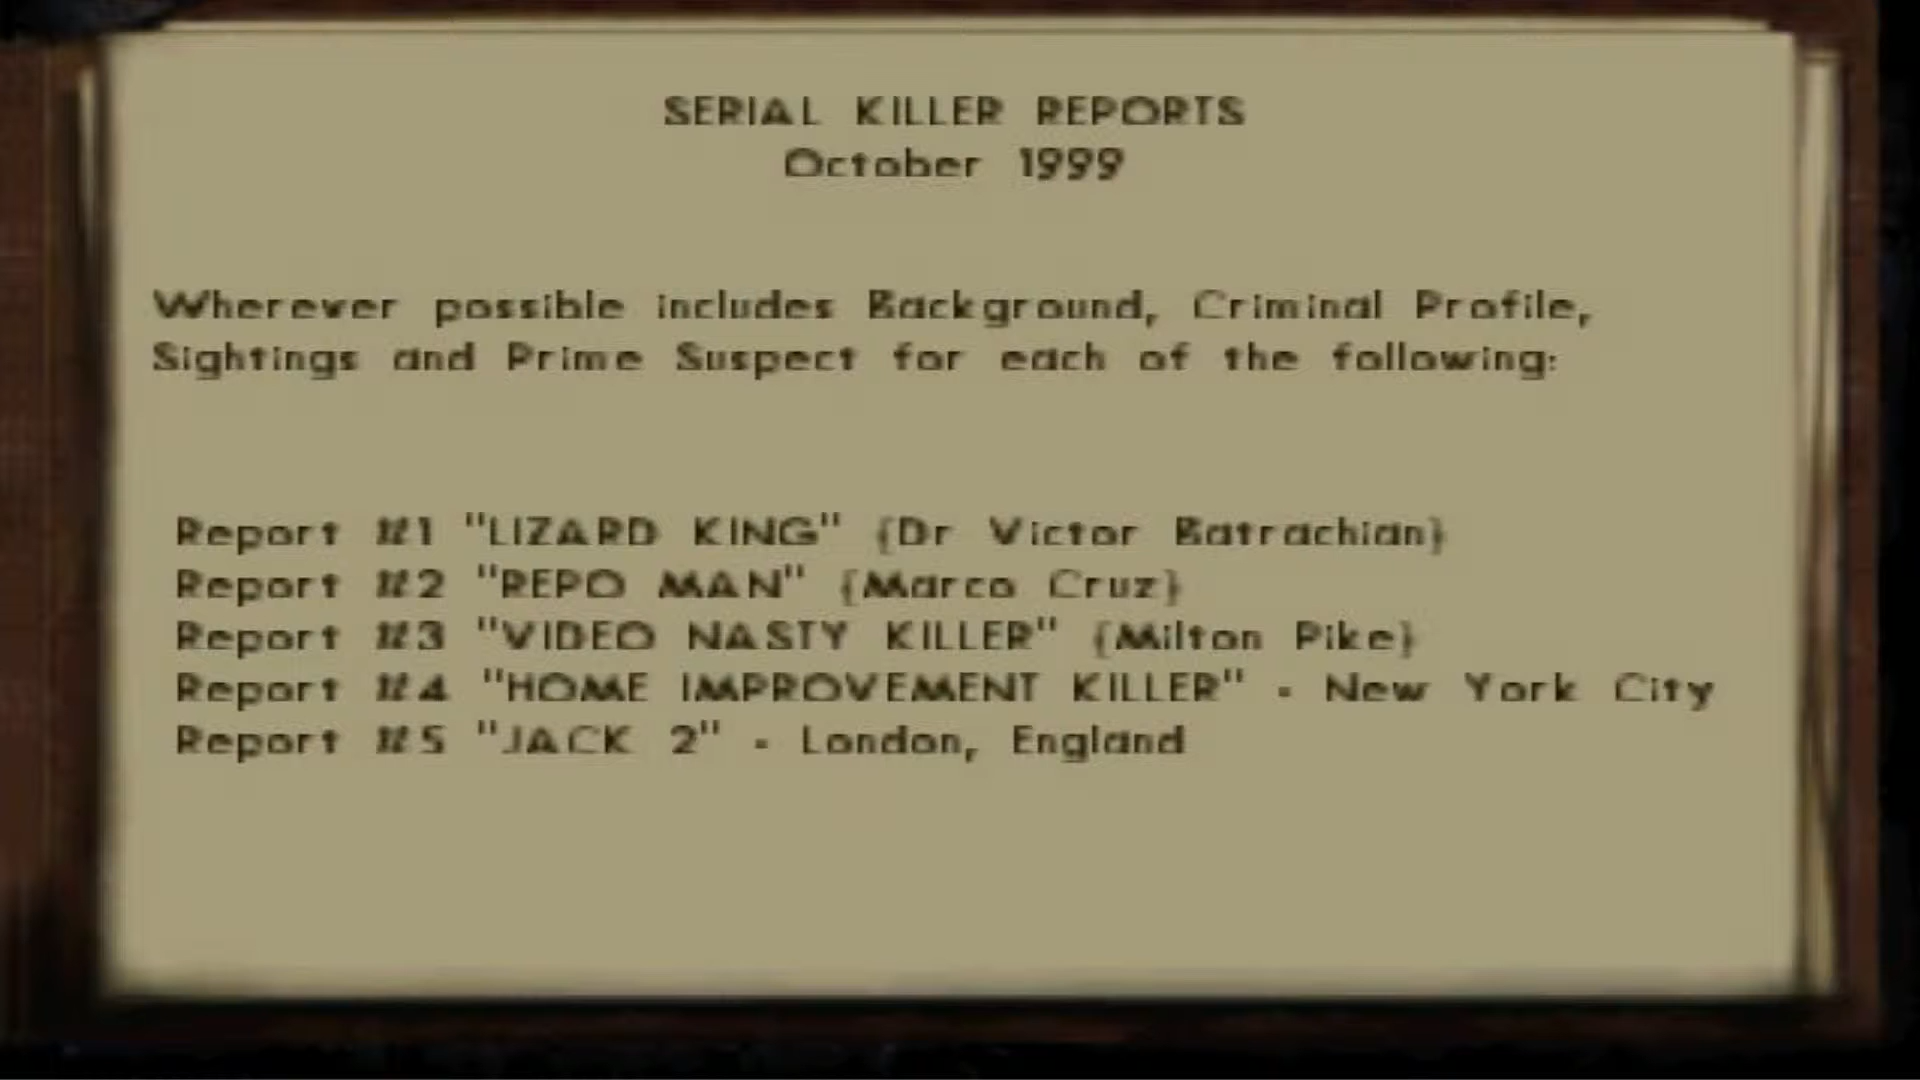 SERIAL KILLER REPORTS
October 1999
Wherever possible includes Background, Criminal Profile,
Sightings and Prime Suspect for each of the following:
Report #1 "LIZARD KING" {Dr Victor Batrachian}
Report #2 "REPO MAN" {Marco Cruz}
Report #3 "VIDEO NASTY KILLER" {Milton Pike}
Report #4 "HOME IMPROVEMENT KILLER" - New York City
Report #5 "JACK 2" - London, England